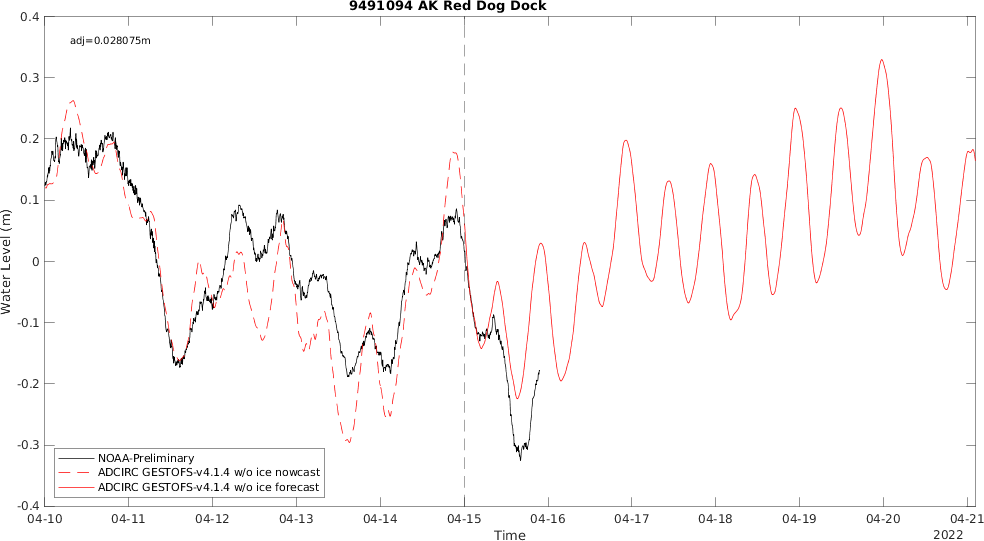 9491094 AK Red Dog Dock
adj=0.028075m
0.4
0.3
0.2
0.1
0
-0.1
-0.2
-0.3
-0.4
Water Level (m)
NOAA-Preliminary
ADCIRC GESTOFS-v4.1.4 w/o ice nowcast
ADCIRC GESTOFS-v4.1.4 w/o ice forecast
04-10 04-11 04-12 04-13 04-14 04-15 04-16 04-17 04-18 04-19 04-20 04-21
Time
2022